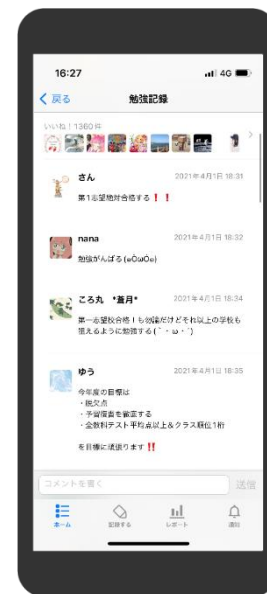 16:27
4G
戻る
勉強記録
いいね！1360件
さん
2021年4月1日 18:31
第1志望絶対合格する❗❗
nana
2021年4月1日 18:32
勉強がんばる(๑òωó๑)
ころ丸 *蒼月*
2021年4月1日 18:34
第一志望校合格！も勿論だけどそれ以上の学校も
狙えるように勉強する(｀・ω・´)
ゆう
2021年4月1日 18:35
今年度の目標は
・脱欠点
・予習復習を徹底する
・全教科テスト平均点以上&クラス順位1桁
を目標に頑張ります‼️
コメントを書く
送信
ホーム
記録する
レポート
通知